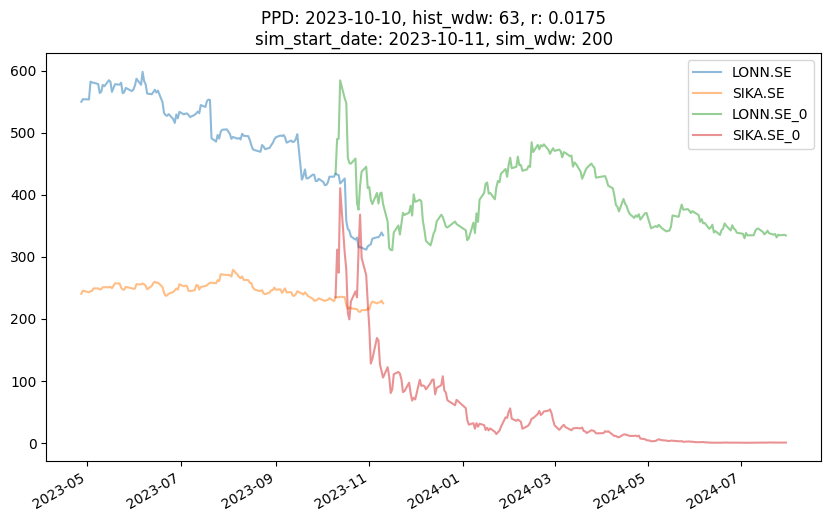 PPD: 2023-10-10, hist_wdw: 63, r: 0.0175
sim_start_date: 2023-10-11, sim_wdw: 200
LONN.SE
SIKA.SE
LONN.SE_0
SIKA.SE_0
600
500
400
300
200
100
0
2023-05
2023-07
2023-09
2023-11
2024-01
2024-03
2024-05
2024-07